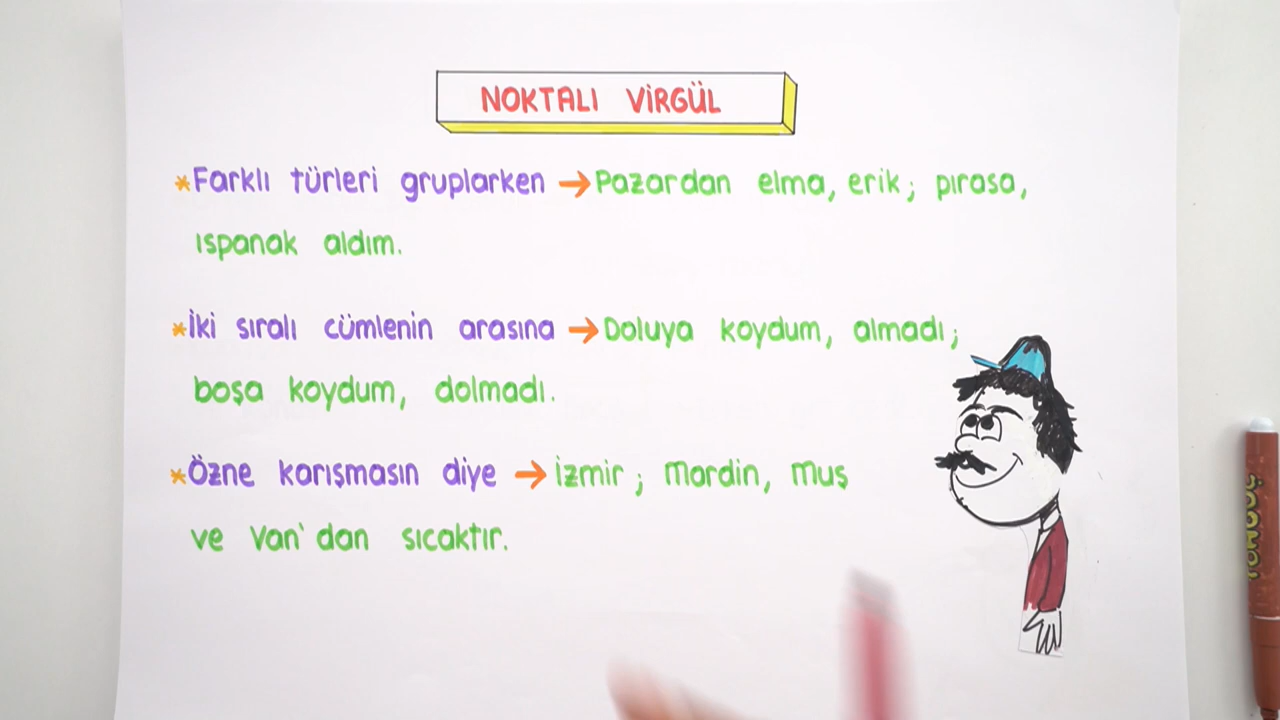 NOKTALI VİRGÜL
*Farklı türleri gruplarken →Pazardan elma, erik; pırasa,
ıspanak aldım.
*İki sıralı cümlenin arasına →Doluya koydum, almadı;
boşa koydum, dolmadı.
*Özne karışmasın diye →İzmir; Mardin, Muş
ve Van'dan sıcaktır.